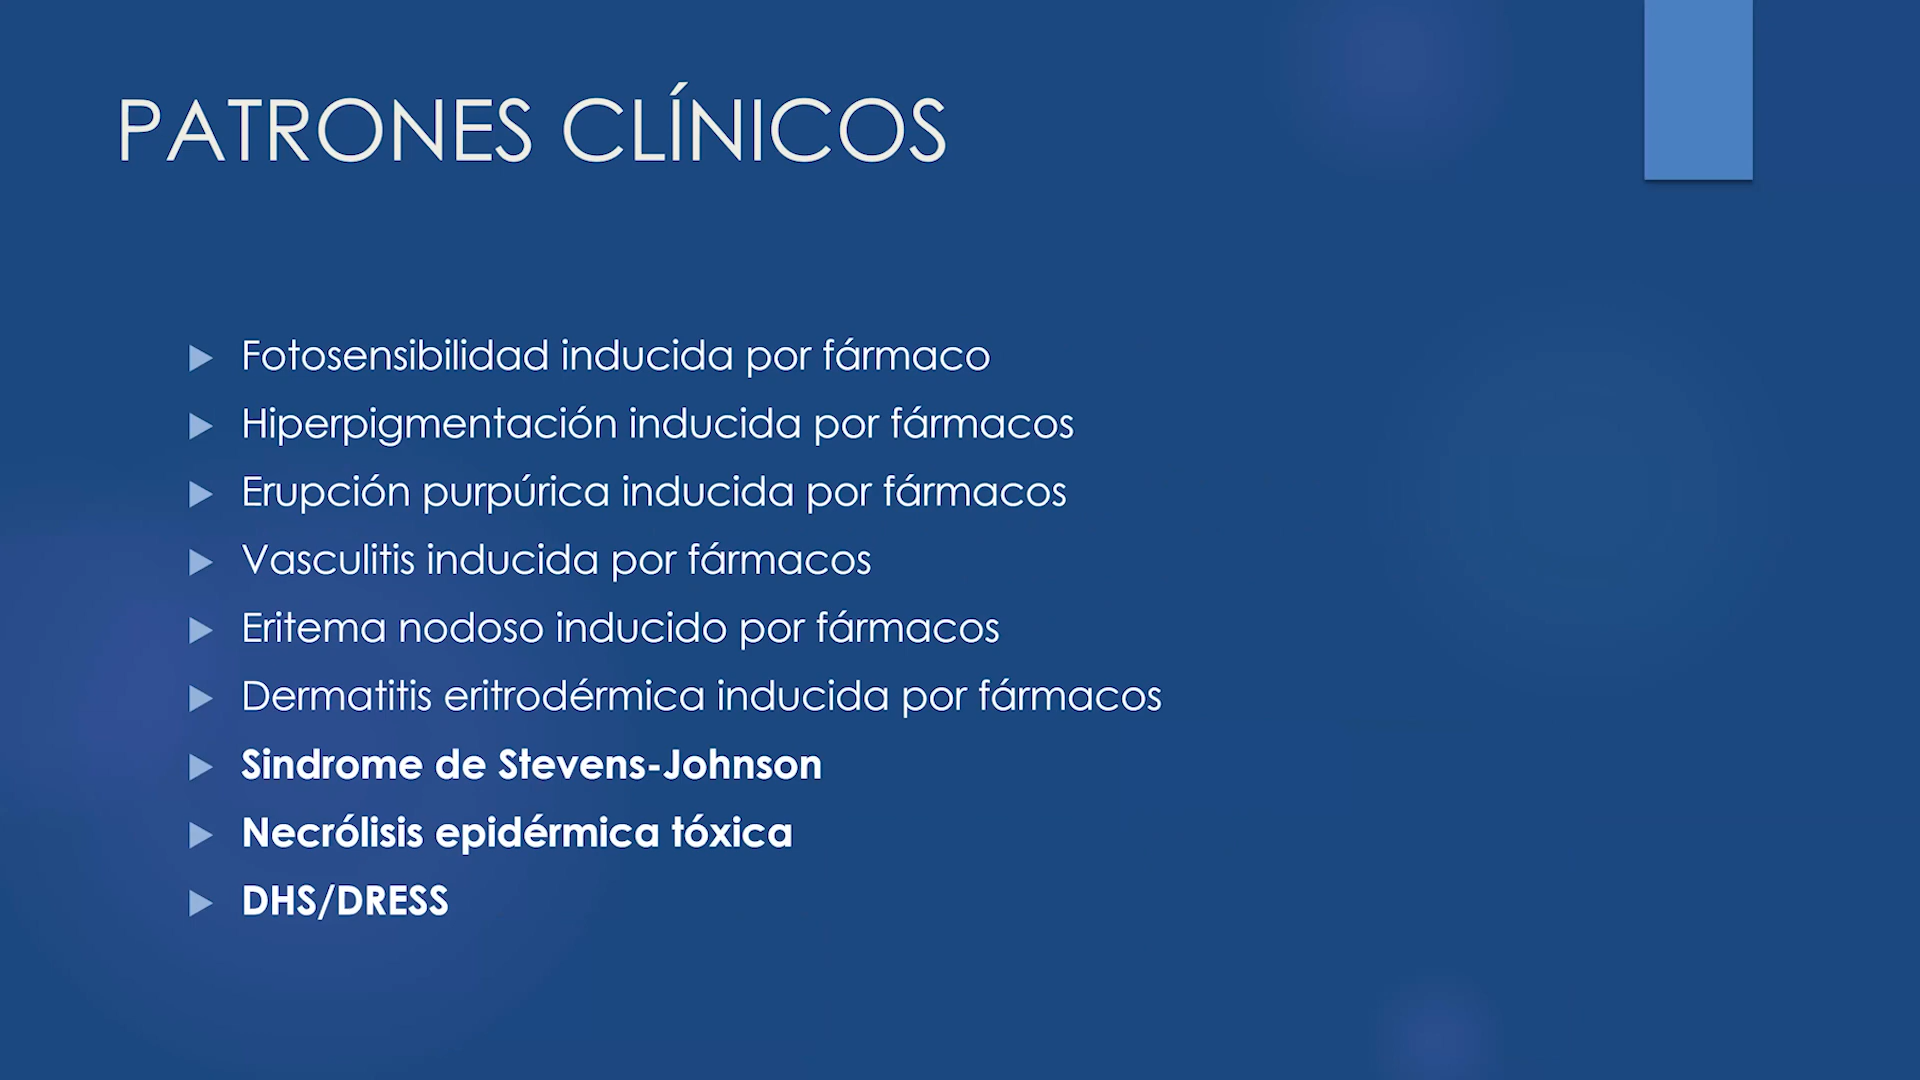 PATRONES CLÍNICOS
Fotosensibilidad inducida por fármaco
Hiperpigmentación inducida por fármacos
Erupción purpúrica inducida por fármacos
Vasculitis inducida por fármacos
Eritema nodoso inducido por fármacos
Dermatitis eritrodérmica inducida por fármacos
Sindrome de Stevens-Johnson
Necrólisis epidérmica tóxica
DHS/DRESS